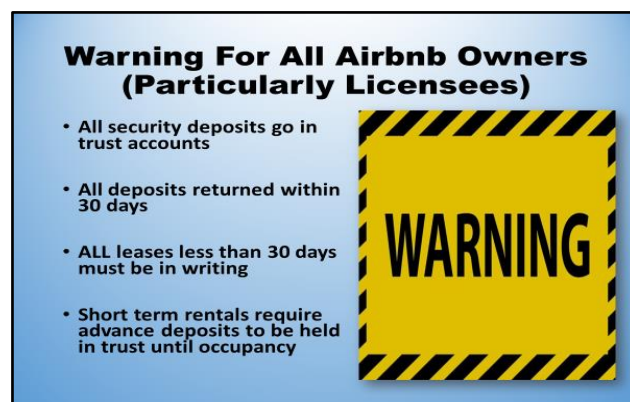 Warning For All Airbnb Owners
(Particularly Licensees)
• All security deposits go in
trust accounts
• All deposits returned within
30 days
• ALL leases less than 30 days
must be in writing
• Short term rentals require
advance deposits to be held
in trust until occupancy
WARNING